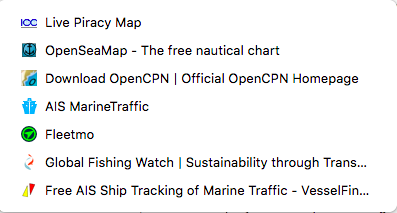 ICC Live Piracy Map
OpenSeaMap - The free nautical chart
Download OpenCPN | Official OpenCPN Homepage
AIS MarineTraffic
Fleetmo
Global Fishing Watch | Sustainability through Trans...
Free AIS Ship Tracking of Marine Traffic - VesselFin...